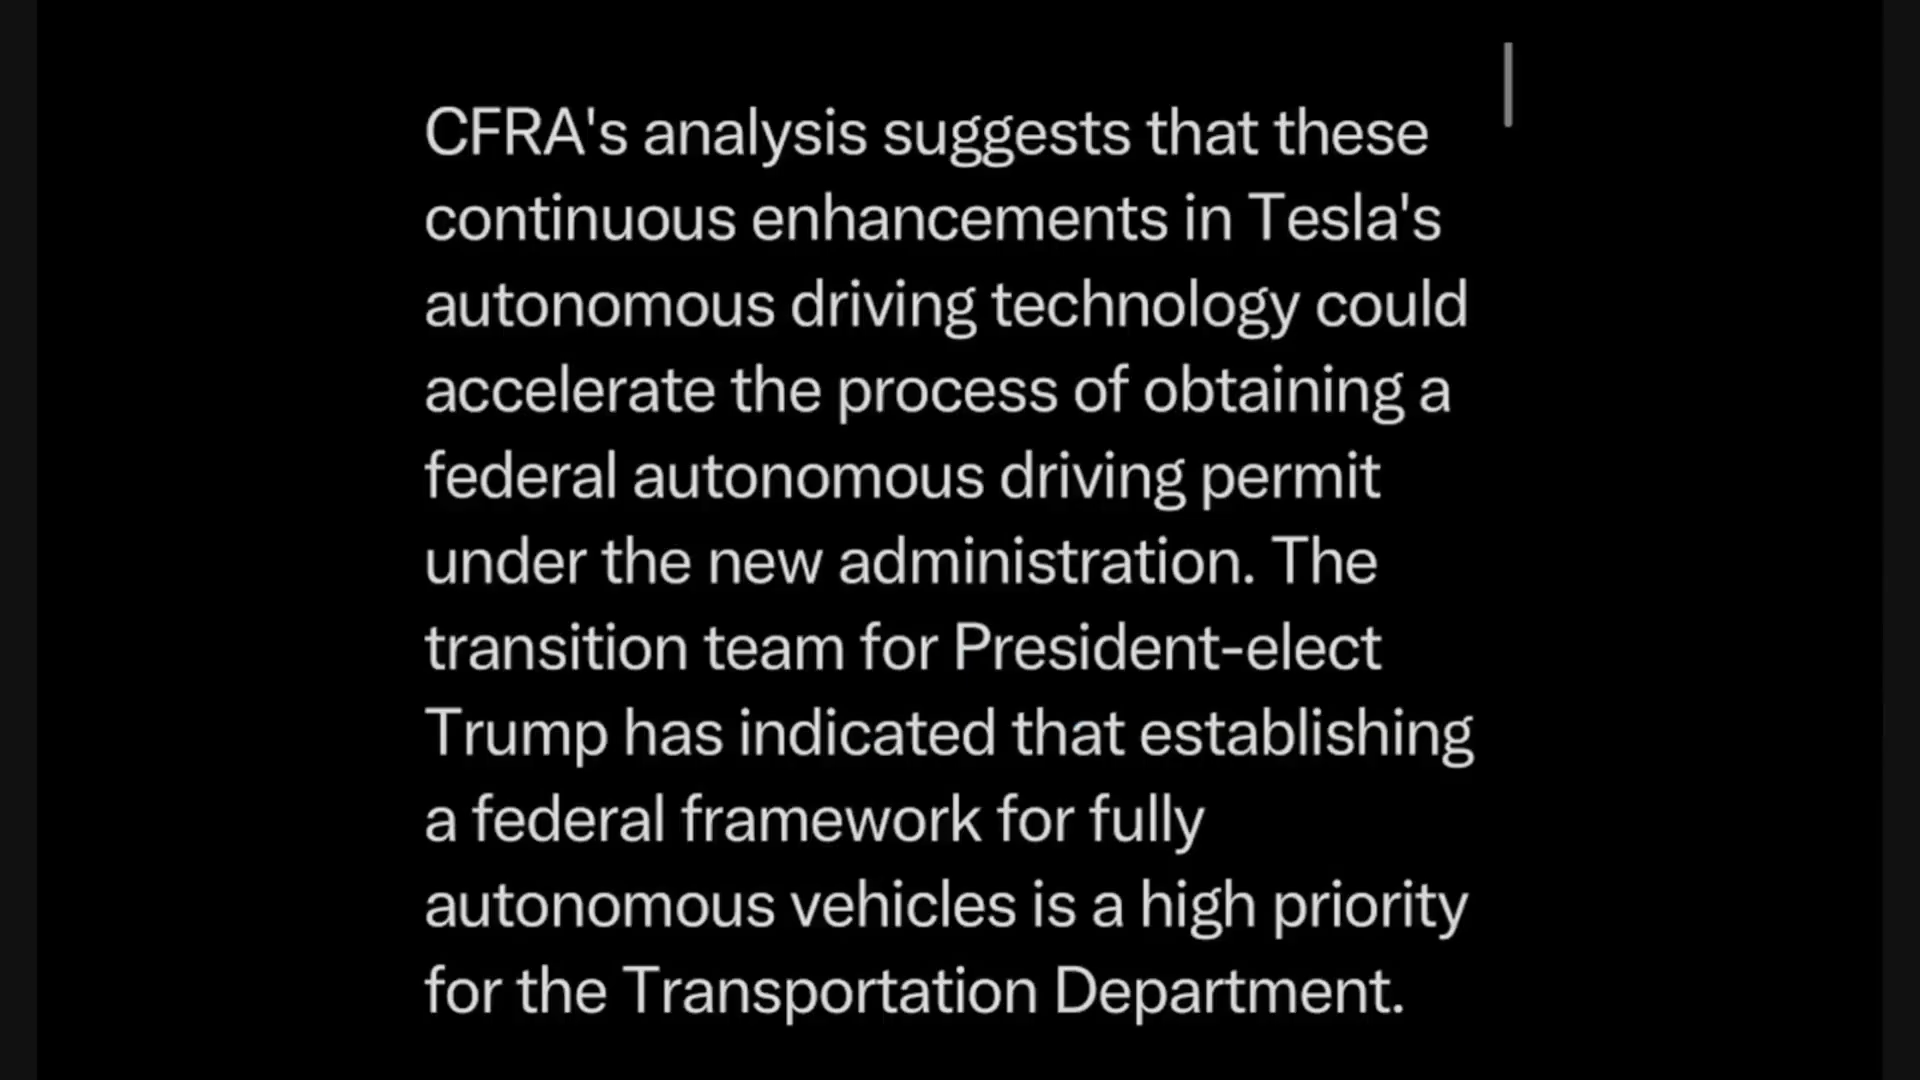 CFRA's analysis suggests that these
continuous enhancements in Tesla's
autonomous driving technology could
accelerate the process of obtaining a
federal autonomous driving permit
under the new administration. The
transition team for President-elect
Trump has indicated that establishing
a federal framework for fully
autonomous vehicles is a high priority
for the Transportation Department.